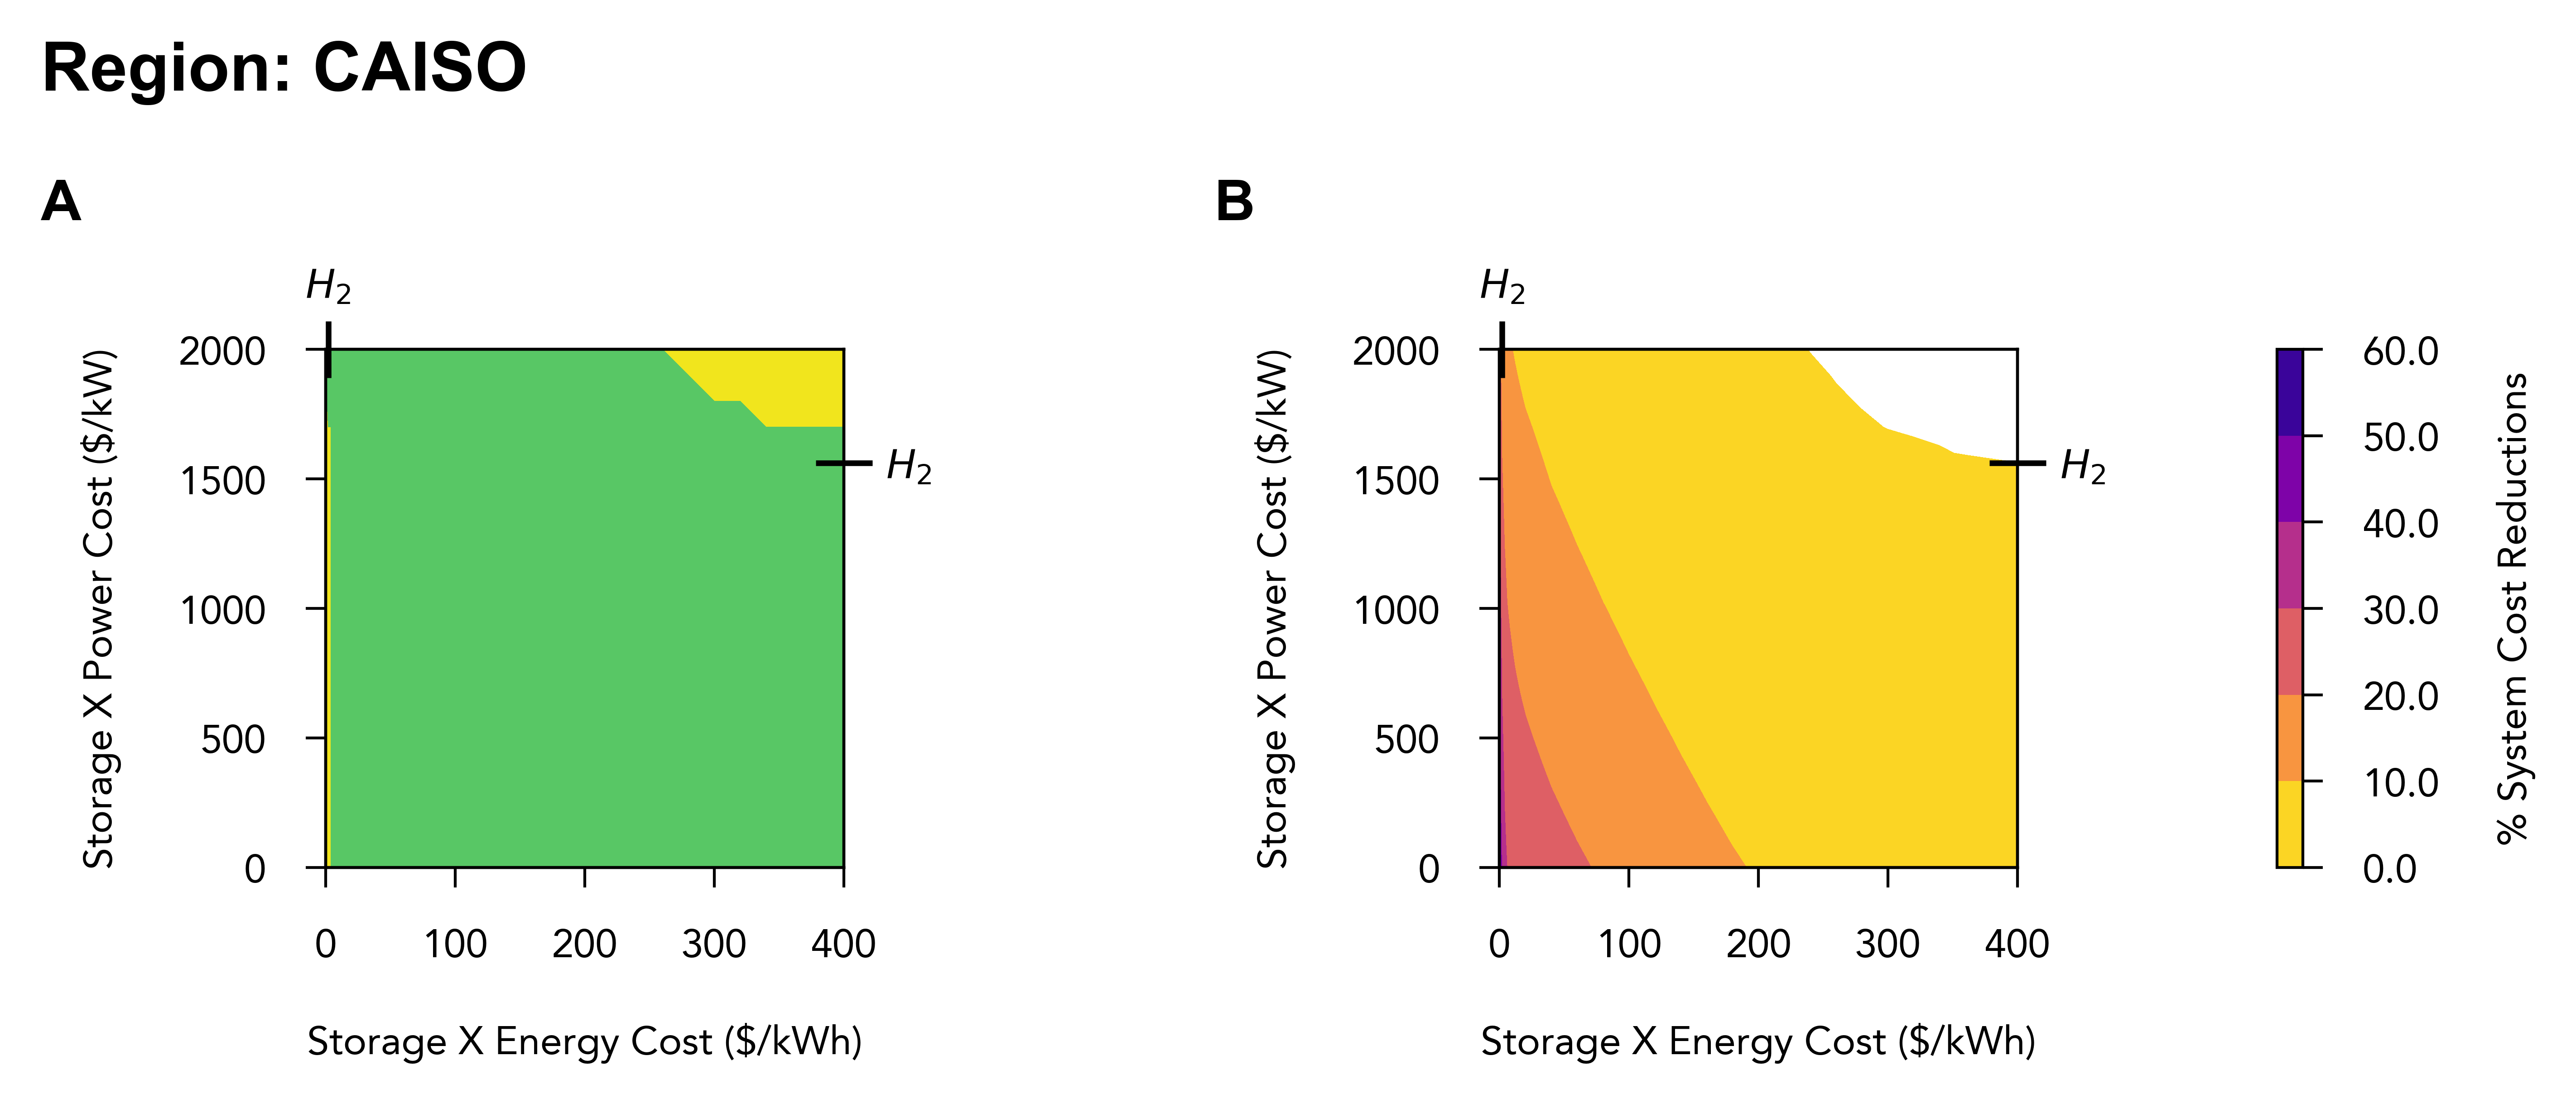 Region: CAISO
A
H₂
Storage X Power Cost ($/kW)
2000
1500
1000
500
0
H₂
0 100 200 300 400
Storage X Energy Cost ($/kWh)
B
H₂
Storage X Power Cost ($/kW)
2000
1500
1000
500
0
H₂
0 100 200 300 400
Storage X Energy Cost ($/kWh)
60.0
50.0
40.0
30.0
20.0
10.0
0.0
% System Cost Reductions